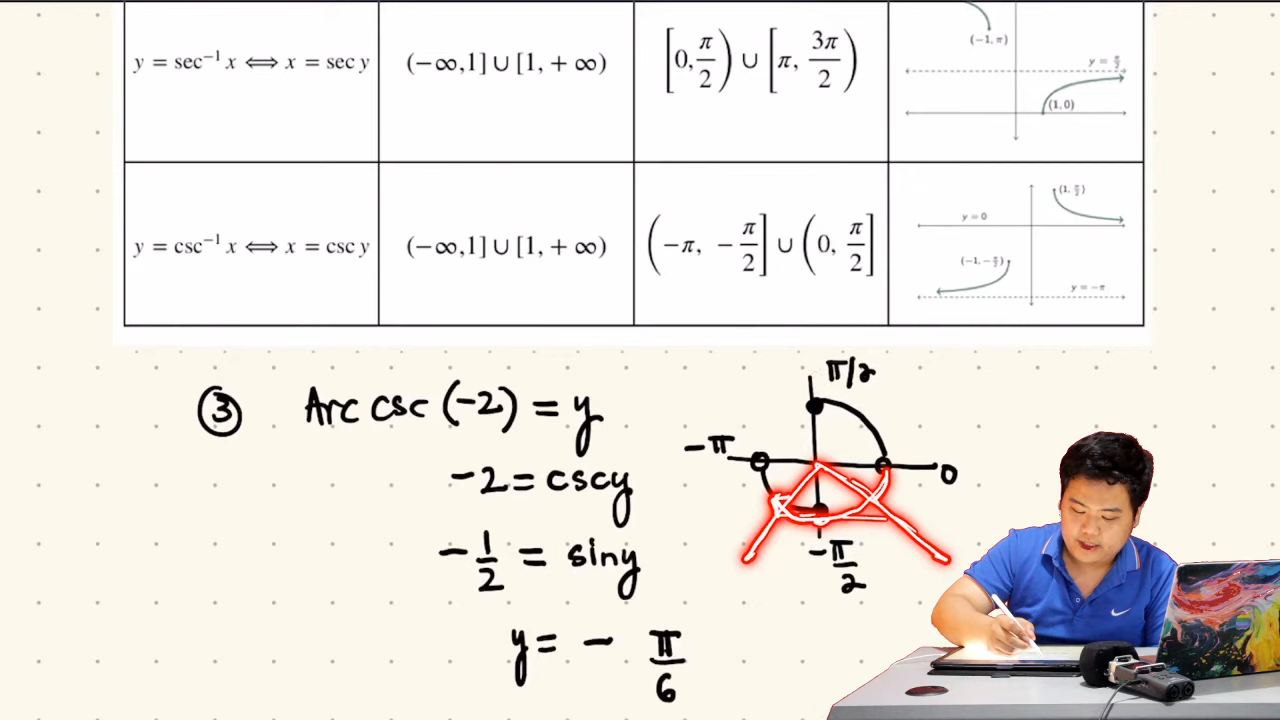 y = sec⁻¹ x ⟺ x = sec y
(−∞,1] ∪ [1, + ∞)
[0, π/2) ∪ [π, 3π/2)
(−1, π)
y = π/2
(1, 0)
y = csc⁻¹ x ⟺ x = csc y
(−∞,1] ∪ [1, + ∞)
(−π, −π/2] ∪ (0, π/2]
(1, π/2)
y = 0
(−1, −π/2)
y = −π
③ Arc csc (−2) = y
−2 = csc y
−1/2 = sin y
y = − π/6
π/2
−π
0
−π/2